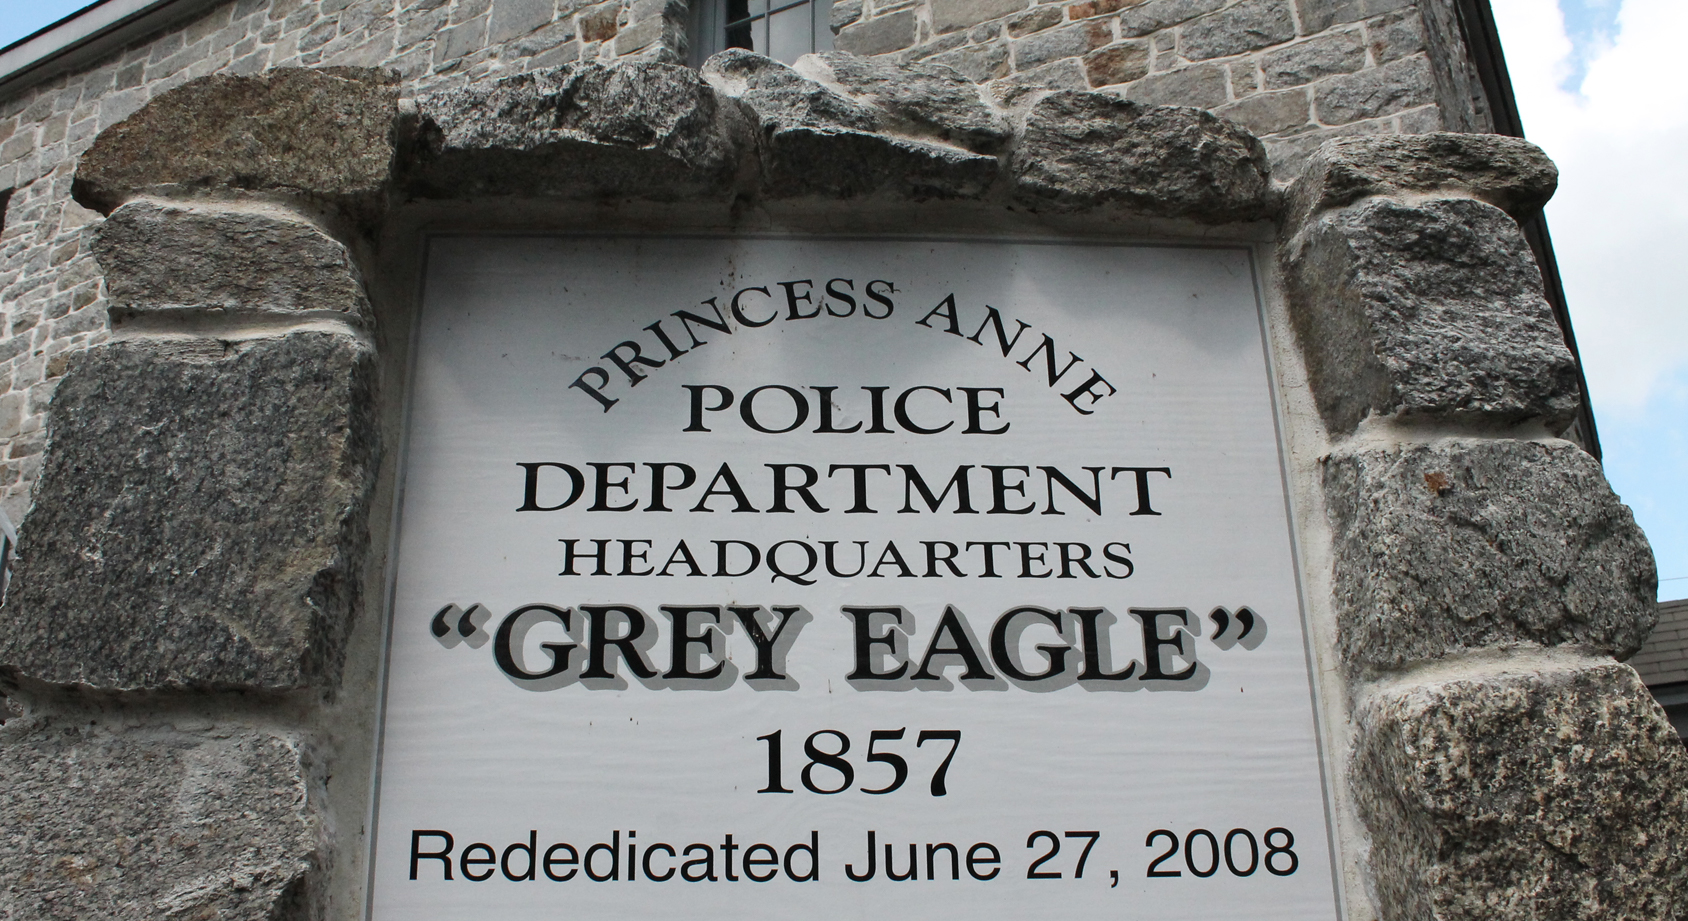 PRINCESS ANNE
POLICE
DEPARTMENT
HEADQUARTERS
“GREY EAGLE”
1857
Rededicated June 27, 2008